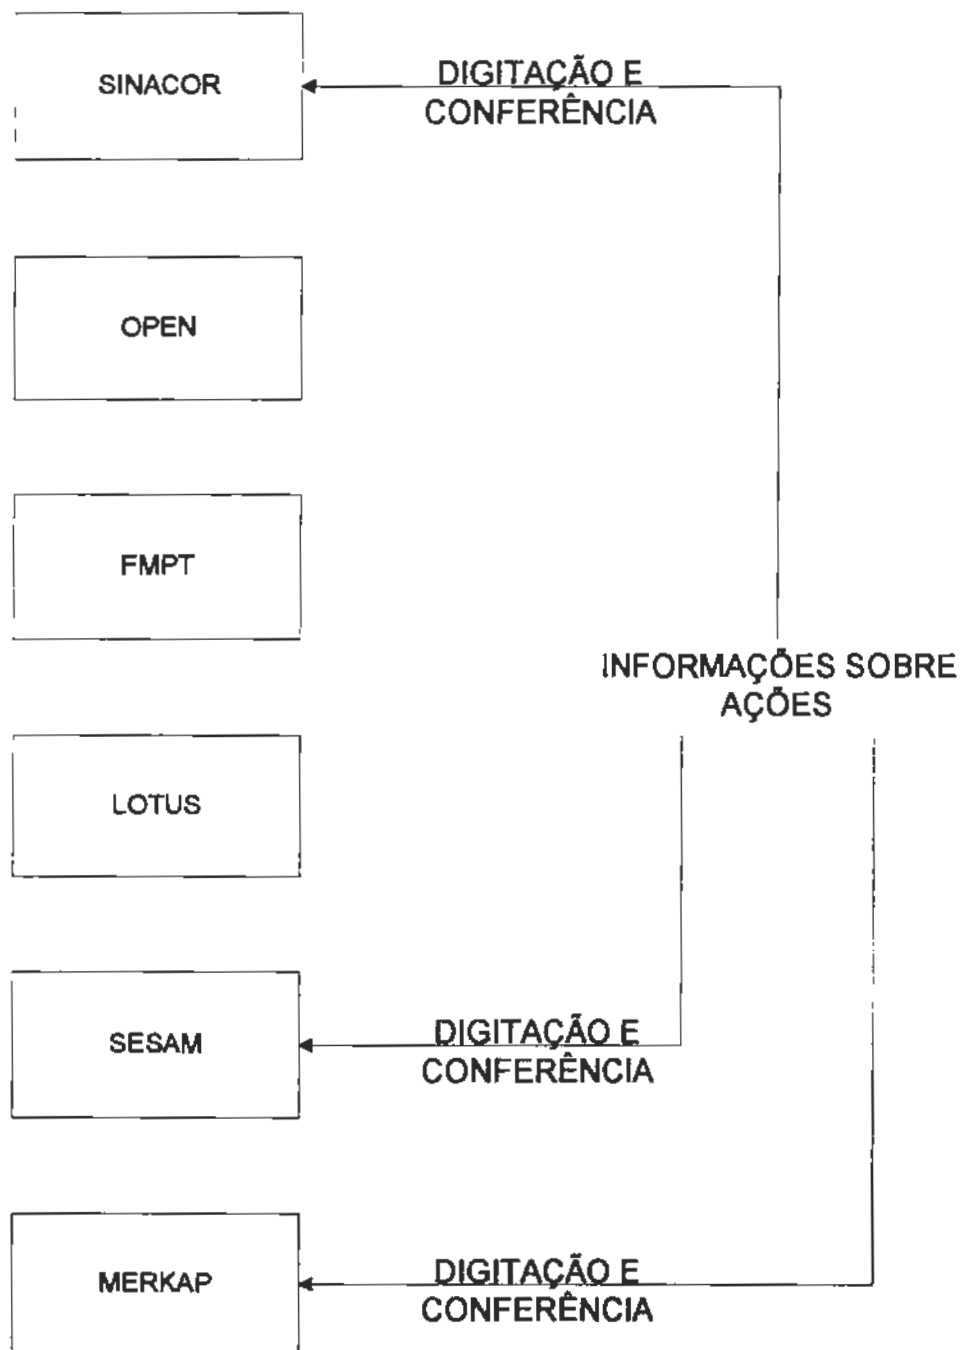 SINACOR
DIGITAÇÃO E
CONFERÊNCIA
OPEN
FMPT
INFORMAÇÕES SOBRE
AÇÕES
LOTUS
SESAM
DIGITAÇÃO E
CONFERÊNCIA
MERKAP
DIGITAÇÃO E
CONFERÊNCIA